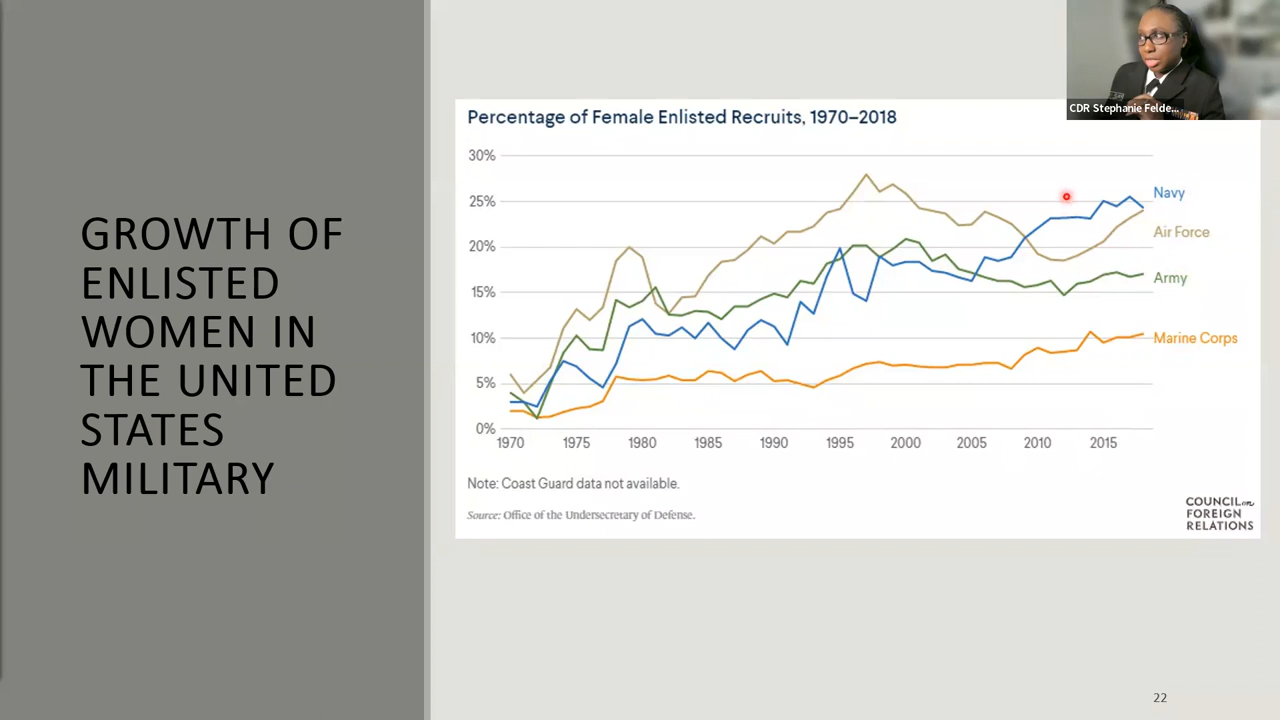 GROWTH OF
ENLISTED
WOMEN IN
THE UNITED
STATES
MILITARY
CDR Stephanie Felde...
Percentage of Female Enlisted Recruits, 1970–2018
30%
25%
20%
15%
10%
5%
0%
Navy
Air Force
Army
Marine Corps
1970 1975 1980 1985 1990 1995 2000 2005 2010 2015
Note: Coast Guard data not available.
Source: Office of the Undersecretary of Defense.
COUNCIL on
FOREIGN
RELATIONS
22